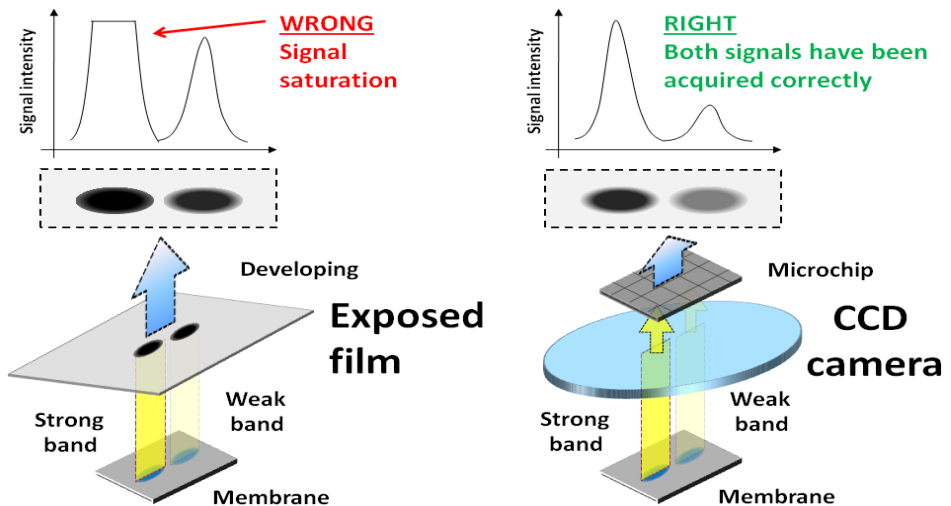 Signal intensity
WRONG
Signal
saturation
Developing
Exposed
film
Strong
band
Weak
band
Membrane
Signal intensity
RIGHT
Both signals have been
acquired correctly
Microchip
CCD
camera
Strong
band
Weak
band
Membrane